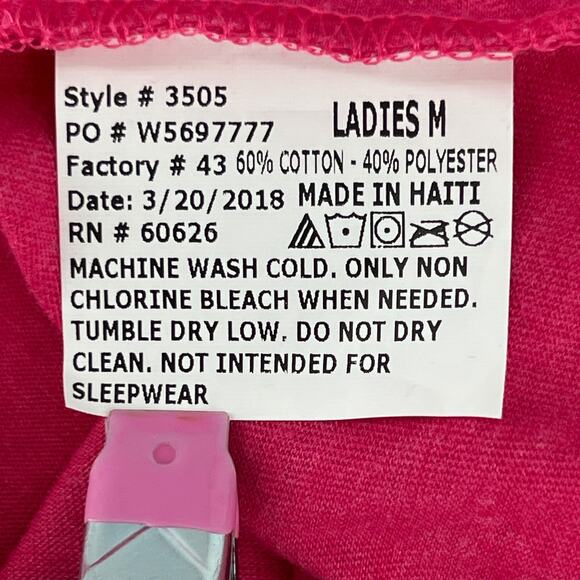 Style # 3505
PO # W5697777 LADIES M
Factory # 43 60% COTTON - 40% POLYESTER
Date: 3/20/2018 MADE IN HAITI
RN # 60626
MACHINE WASH COLD. ONLY NON
CHLORINE BLEACH WHEN NEEDED.
TUMBLE DRY LOW. DO NOT DRY
CLEAN. NOT INTENDED FOR
SLEEPWEAR